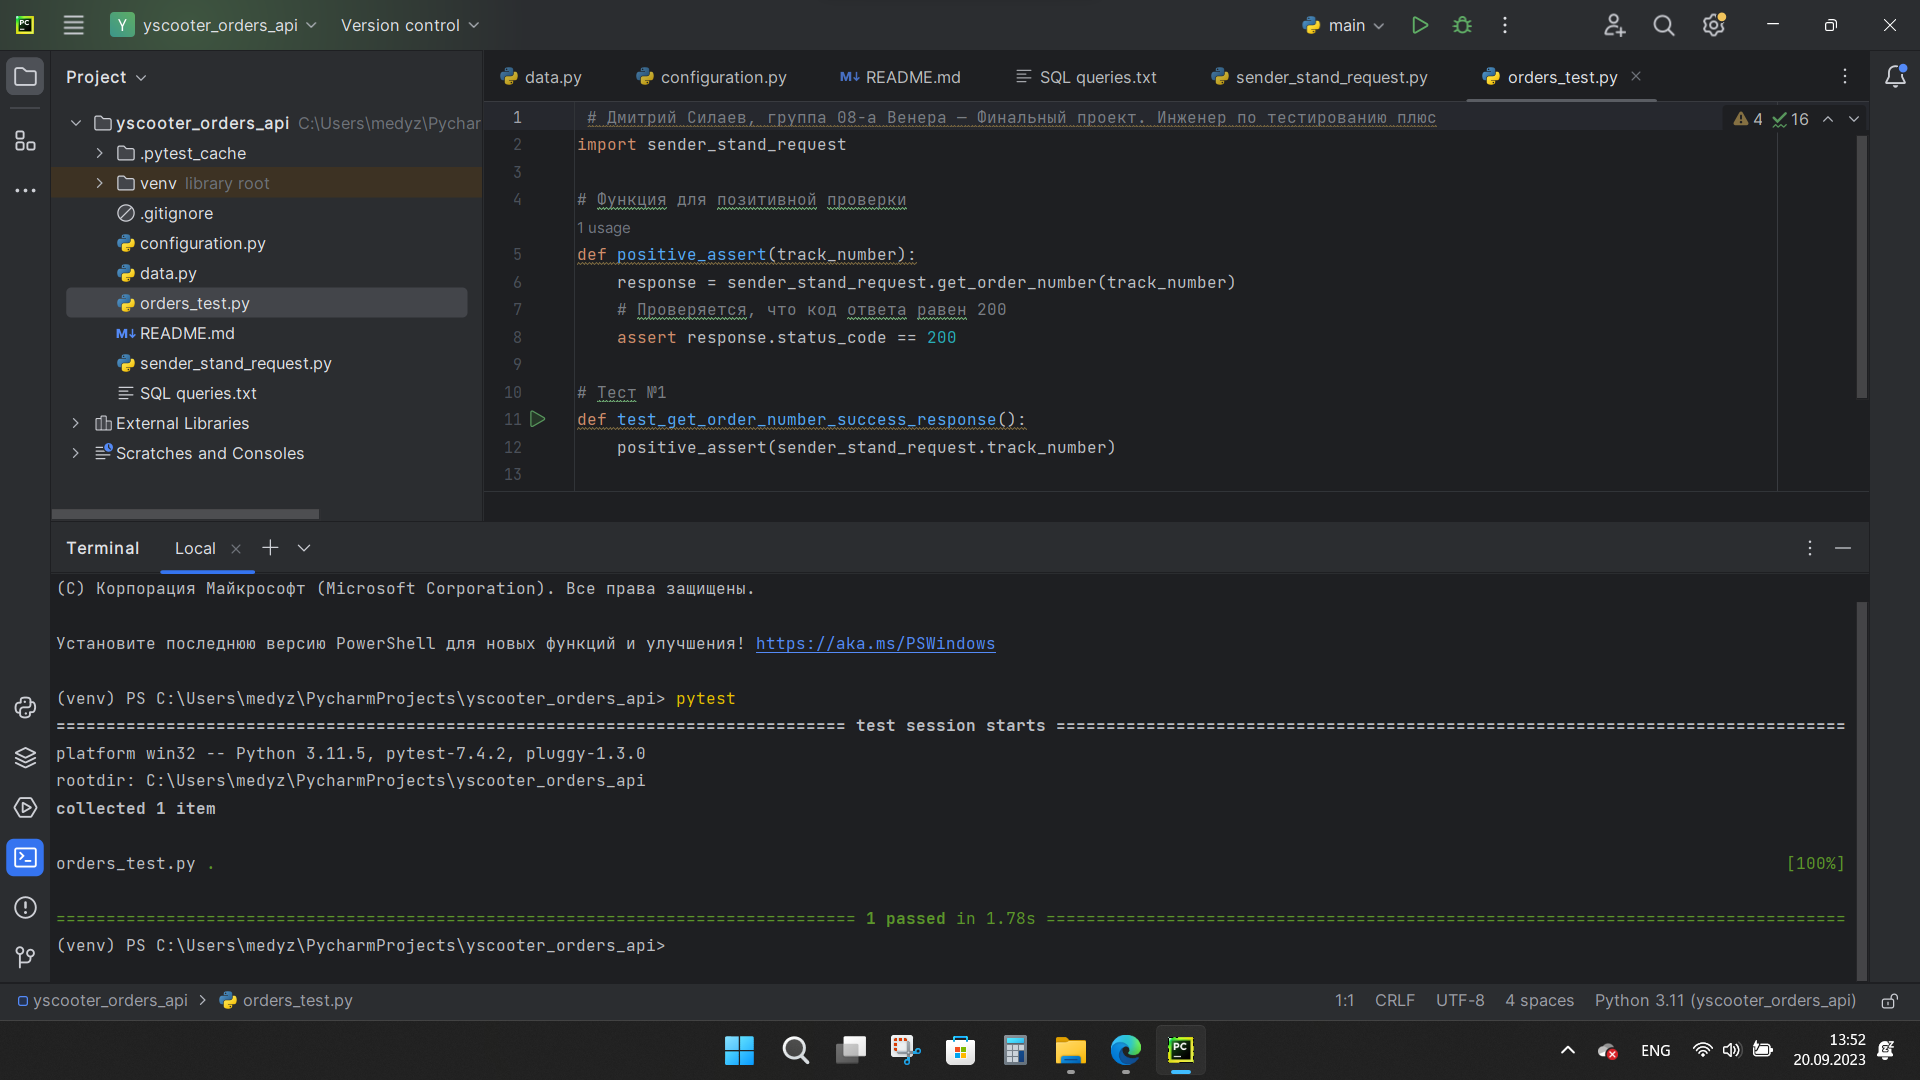 yscooter_orders_api
Version control
main
Project
data.py
configuration.py
README.md
SQL queries.txt
sender_stand_request.py
orders_test.py
yscooter_orders_api C:\Users\medyz\Pychar
.pytest_cache
venv library root
.gitignore
configuration.py
data.py
orders_test.py
README.md
sender_stand_request.py
SQL queries.txt
External Libraries
Scratches and Consoles
4 16
1 # Дмитрий Силаев, группа 08-а Венера — Финальный проект. Инженер по тестированию плюс
2 import sender_stand_request
3
4 # Функция для позитивной проверки
1 usage
5 def positive_assert(track_number):
6 response = sender_stand_request.get_order_number(track_number)
7 # Проверяется, что код ответа равен 200
8 assert response.status_code == 200
9
10 # Тест №1
11 def test_get_order_number_success_response():
12 positive_assert(sender_stand_request.track_number)
13
Terminal
Local
(C) Корпорация Майкрософт (Microsoft Corporation). Все права защищены.
Установите последнюю версию PowerShell для новых функций и улучшения! https://aka.ms/PSWindows
(venv) PS C:\Users\medyz\PycharmProjects\yscooter_orders_api> pytest
=============================================================================== test session starts ===============================================================================
platform win32 -- Python 3.11.5, pytest-7.4.2, pluggy-1.3.0
rootdir: C:\Users\medyz\PycharmProjects\yscooter_orders_api
collected 1 item
orders_test.py . [100%]
================================================================================ 1 passed in 1.78s ================================================================================
(venv) PS C:\Users\medyz\PycharmProjects\yscooter_orders_api>
yscooter_orders_api > orders_test.py
1:1 CRLF UTF-8 4 spaces Python 3.11 (yscooter_orders_api)
ENG
13:52
20.09.2023